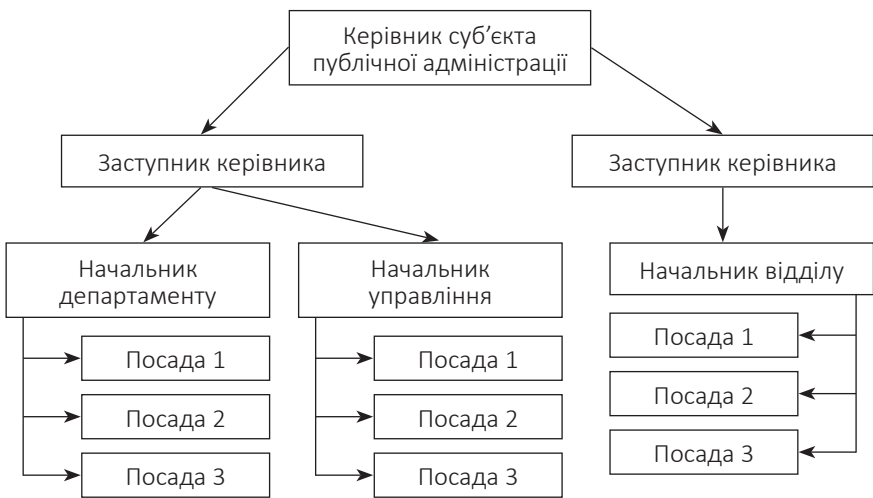 Керівник суб’єкта
публічної адміністрації
Заступник керівника
Заступник керівника
Начальник
департаменту
Начальник
управління
Начальник відділу
Посада 1
Посада 2
Посада 3
Посада 1
Посада 2
Посада 3
Посада 1
Посада 2
Посада 3